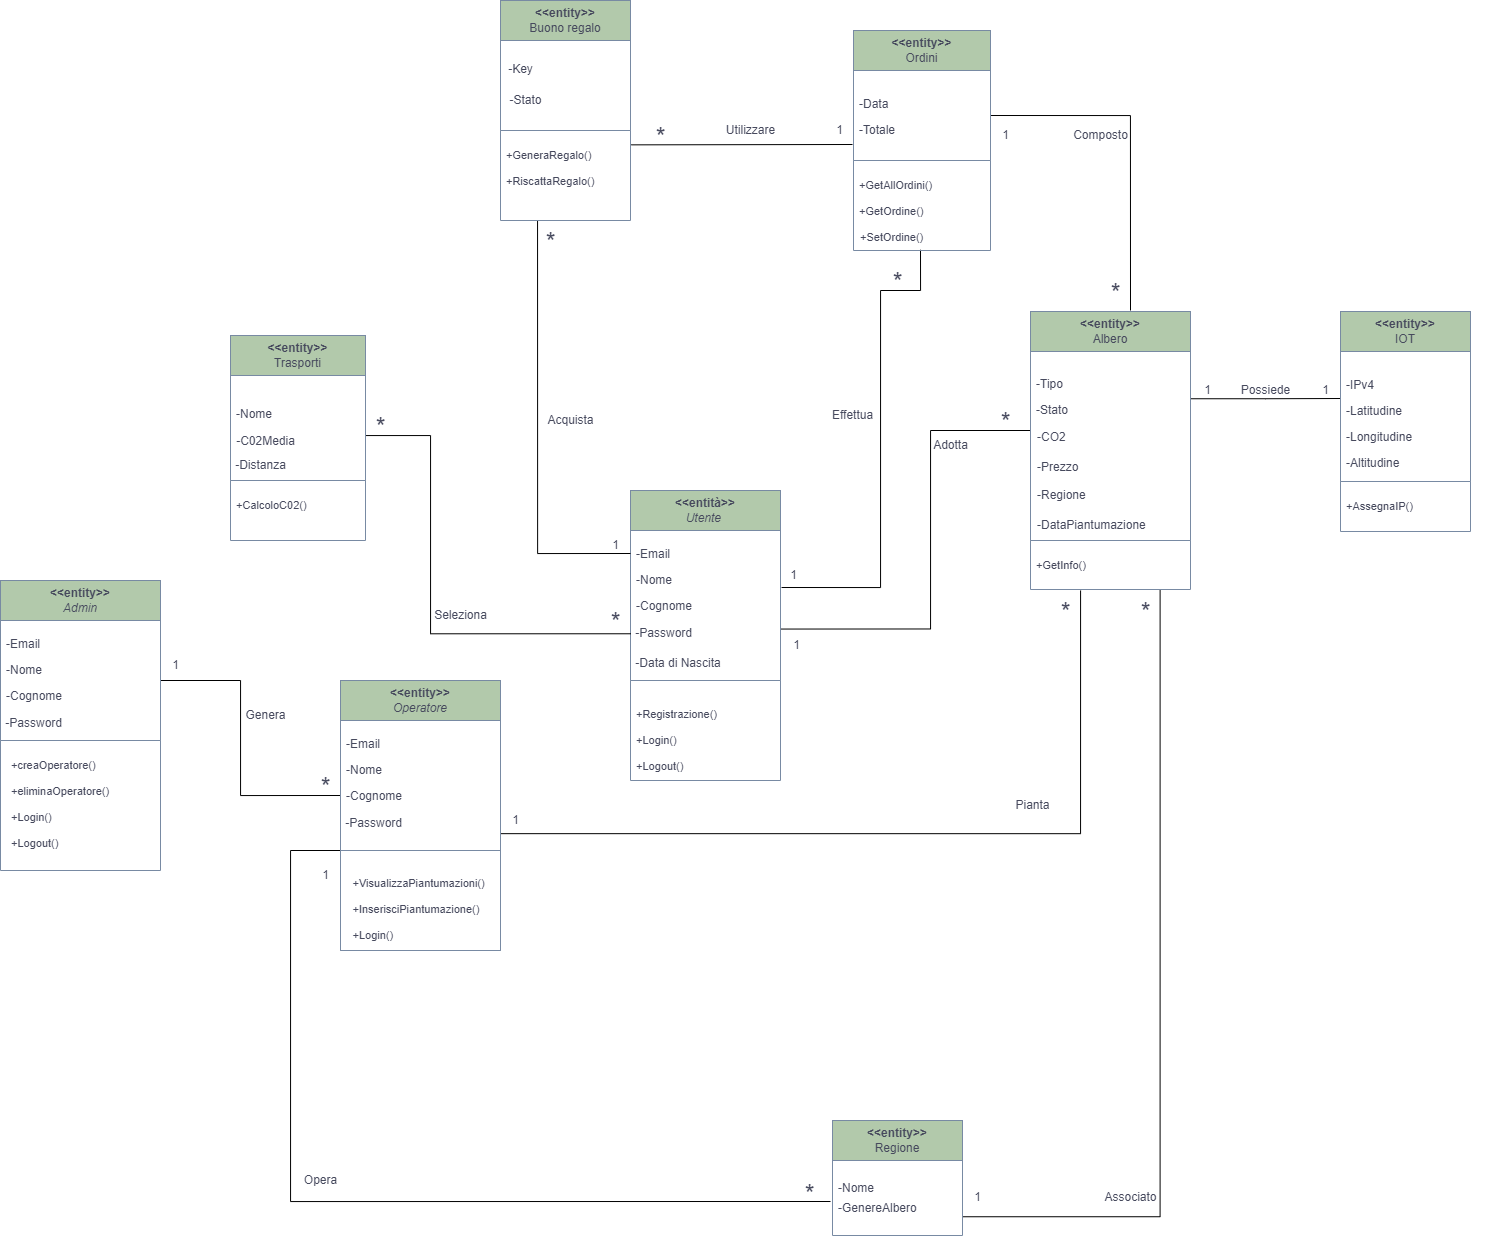 <<entity>>
Buono regalo
-Key
-Stato
+GeneraRegalo()
+RiscattaRegalo()
<<entity>>
Ordini
-Data
-Totale
+GetAllOrdini()
+GetOrdine()
+SetOrdine()
* Utilizzare 1
1 Composto
*
*
*
<<entity>>
Trasporti
-Nome
-C02Media
-Distanza
+CalcoloC02()
*
Acquista
Effettua
Adotta
*
<<entity>>
Albero
-Tipo
-Stato
-CO2
-Prezzo
-Regione
-DataPiantumazione
+GetInfo()
1 Possiede 1
<<entity>>
IOT
-IPv4
-Latitudine
-Longitudine
-Altitudine
+AssegnaIP()
<<entità>>
Utente
-Email
-Nome
-Cognome
-Password
-Data di Nascita
+Registrazione()
+Login()
+Logout()
1
1
1
Seleziona
*
*
*
<<entity>>
Admin
-Email
-Nome
-Cognome
-Password
+creaOperatore()
+eliminaOperatore()
+Login()
+Logout()
1
Genera
*
<<entity>>
Operatore
-Email
-Nome
-Cognome
-Password
+VisualizzaPiantumazioni()
+InserisciPiantumazione()
+Login()
1
Pianta
1
Opera
*
<<entity>>
Regione
-Nome
-GenereAlbero
1
Associato